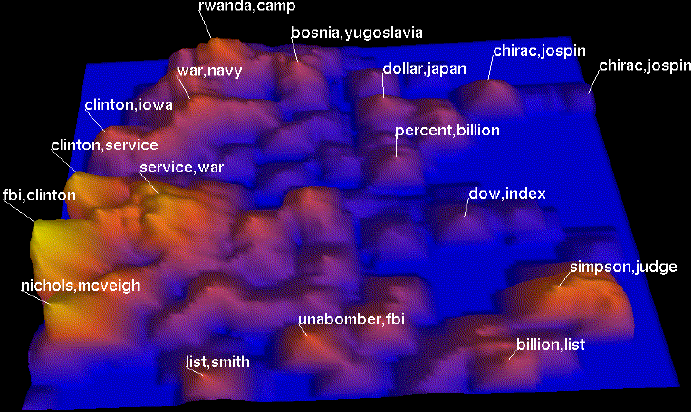 rwanda,camp
bosnia,yugoslavia
chirac,jospin
chirac,jospin
war,navy
dollar,japan
clinton,iowa
percent,billion
clinton,service
service,war
fbi,clinton
dow,index
simpson,judge
nichols,mcveigh
unabomber,fbi
billion,list
list,smith